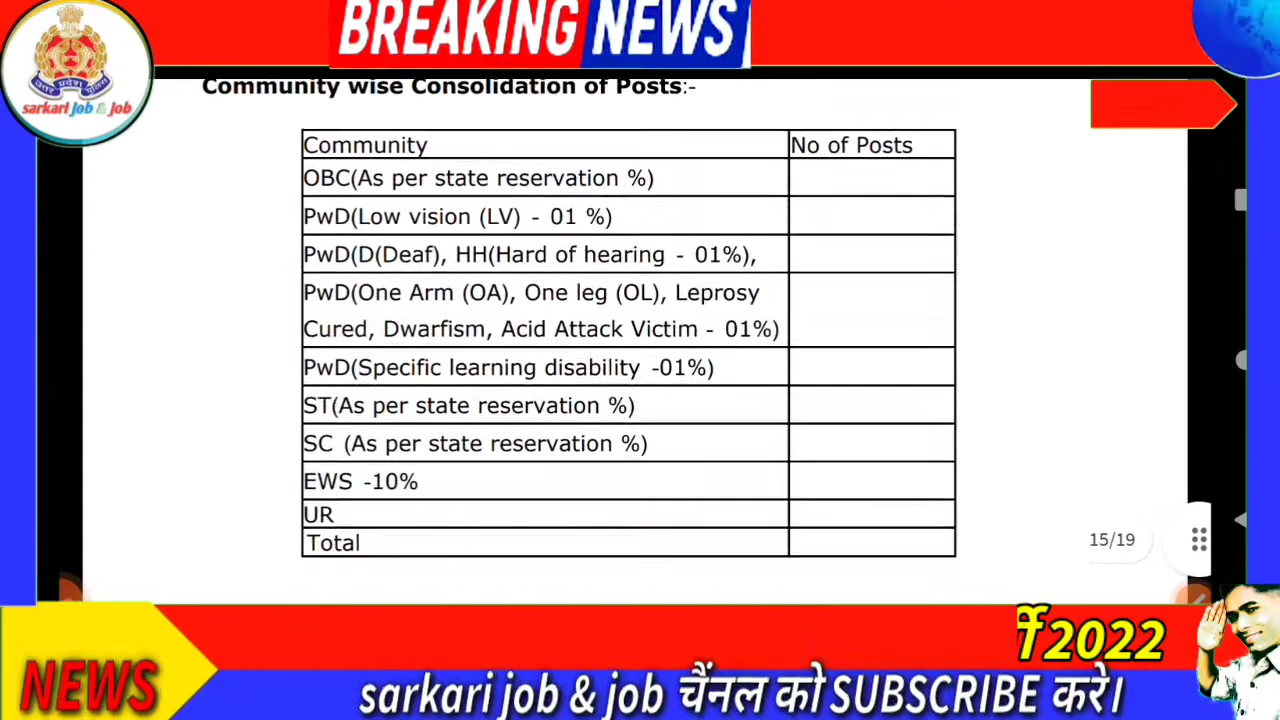 BREAKING NEWS
उत्तर प्रदेश पुलिस
sarkari job & job
Community wise Consolidation of Posts:-
Community No of Posts
OBC(As per state reservation %)
PwD(Low vision (LV) - 01 %)
PwD(D(Deaf), HH(Hard of hearing - 01%),
PwD(One Arm (OA), One leg (OL), Leprosy
Cured, Dwarfism, Acid Attack Victim - 01%)
PwD(Specific learning disability -01%)
ST(As per state reservation %)
SC (As per state reservation %)
EWS -10%
UR
Total
15/19
2022
NEWS
sarkari job & job चैंनल को SUBSCRIBE करे।